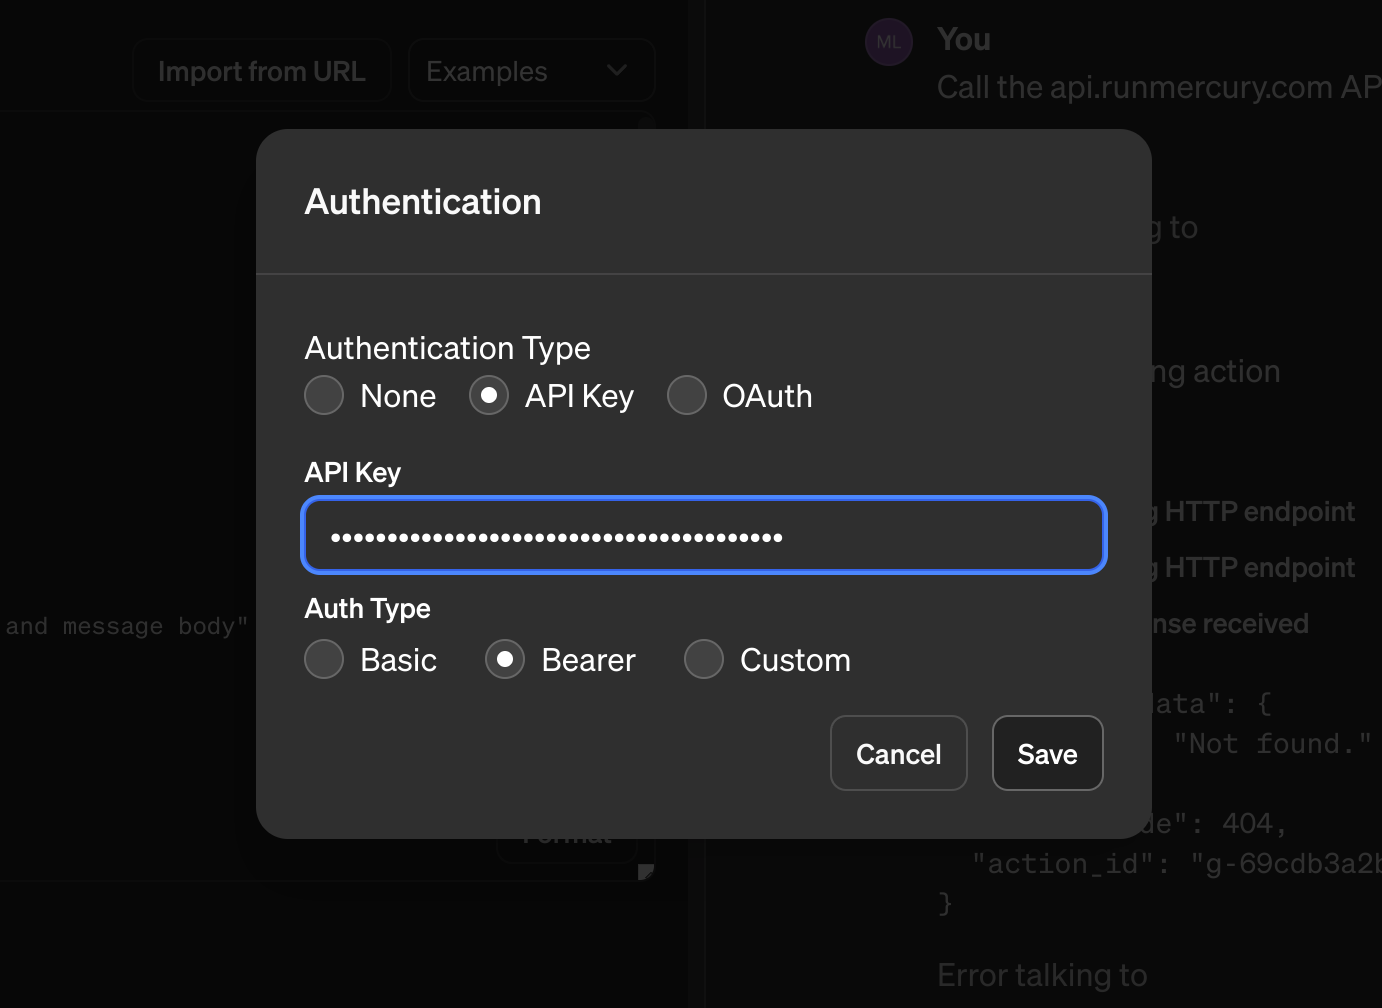 Import from URL
Examples
ML
You
Call the api.runmercury.com AP
Authentication
to
Authentication Type
None
API Key
OAuth
ng action
API Key
••••••••••••••••••••••••••••••••••••••••
HTTP endpoint
HTTP endpoint
Auth Type
nse received
and message body"
Basic
Bearer
Custom
ata": {
"Not found."
Cancel
Save
de": 404,
"action_id": "g-69cdb3a2b
}
Error talking to